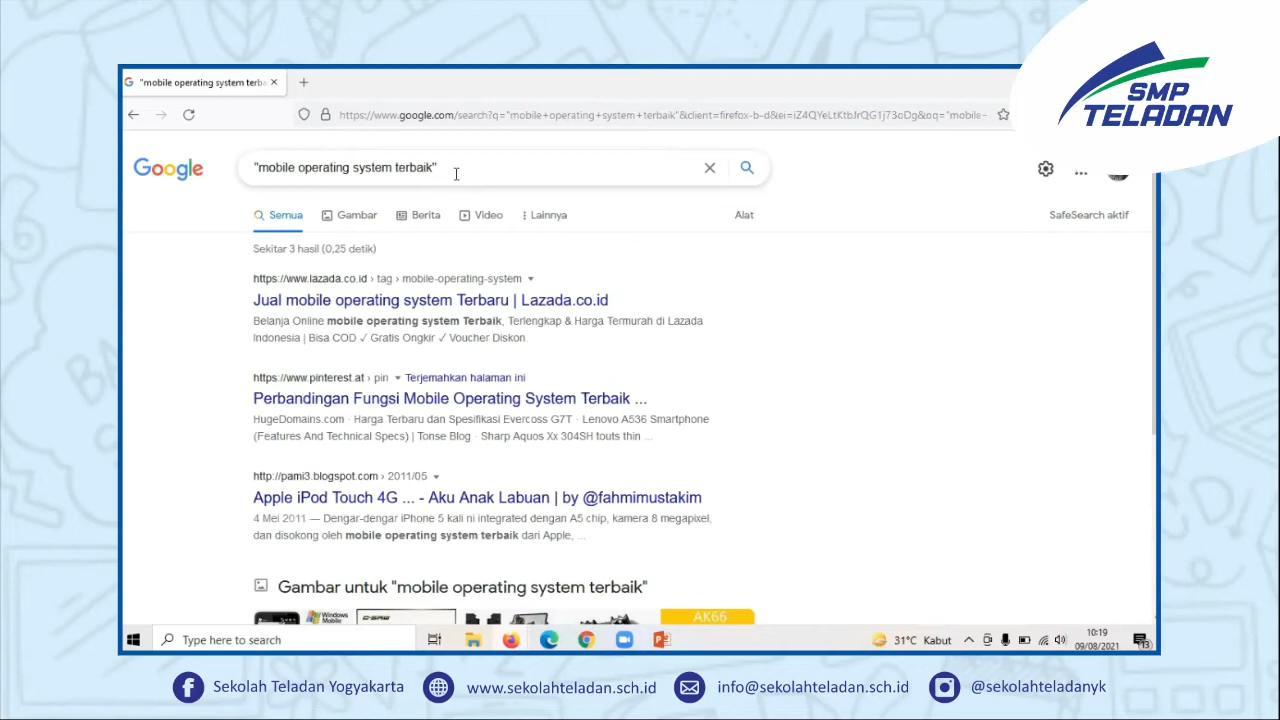 SMP
TELADAN
"mobile operating system terba
https://www.google.com/search?q="mobile+operating+system+terbaik"&client=firefox-b-d&ei=iZ4QYeLtKtbJrQG1j73oDg&oq="mobile-
Google
"mobile operating system terbaik"
Semua Gambar Berita Video Lainnya Alat SafeSearch aktif
Sekitar 3 hasil (0,25 detik)
https://www.lazada.co.id › tag › mobile-operating-system
Jual mobile operating system Terbaru | Lazada.co.id
Belanja Online mobile operating system Terbaik, Terlengkap & Harga Termurah di Lazada
Indonesia | Bisa COD ✓ Gratis Ongkir ✓ Voucher Diskon.
https://www.pinterest.at › pin Terjemahkan halaman ini
Perbandingan Fungsi Mobile Operating System Terbaik ...
HugeDomains.com · Harga Terbaru dan Spesifikasi Evercoss G7T · Lenovo A536 Smartphone
(Features And Technical Specs) | Tonse Blog · Sharp Aquos Xx 304SH touts thin ...
http://pami3.blogspot.com › 2011/05
Apple iPod Touch 4G ... - Aku Anak Labuan | by @fahmimustakim
4 Mei 2011 — Dengar-dengar iPhone 5 kali ni integrated dengan A5 chip, kamera 8 megapixel,
dan disokong oleh mobile operating system terbaik dari Apple, ...
Gambar untuk "mobile operating system terbaik"
Windows
Mobile
AK66
Type here to search
31°C Kabut
10:19
09/08/2021
13
Sekolah Teladan Yogyakarta www.sekolahteladan.sch.id info@sekolahteladan.sch.id @sekolahteladanyk